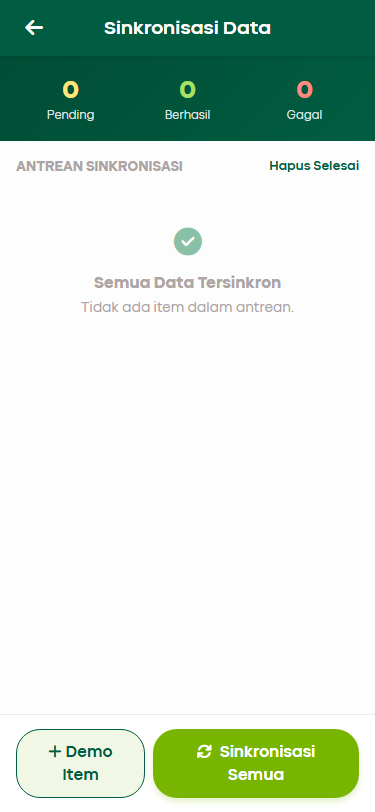 Sinkronisasi Data
0 0 0
Pending Berhasil Gagal
ANTREAN SINKRONISASI Hapus Selesai
Semua Data Tersinkron
Tidak ada item dalam antrean.
+ Demo
Item
Sinkronisasi
Semua